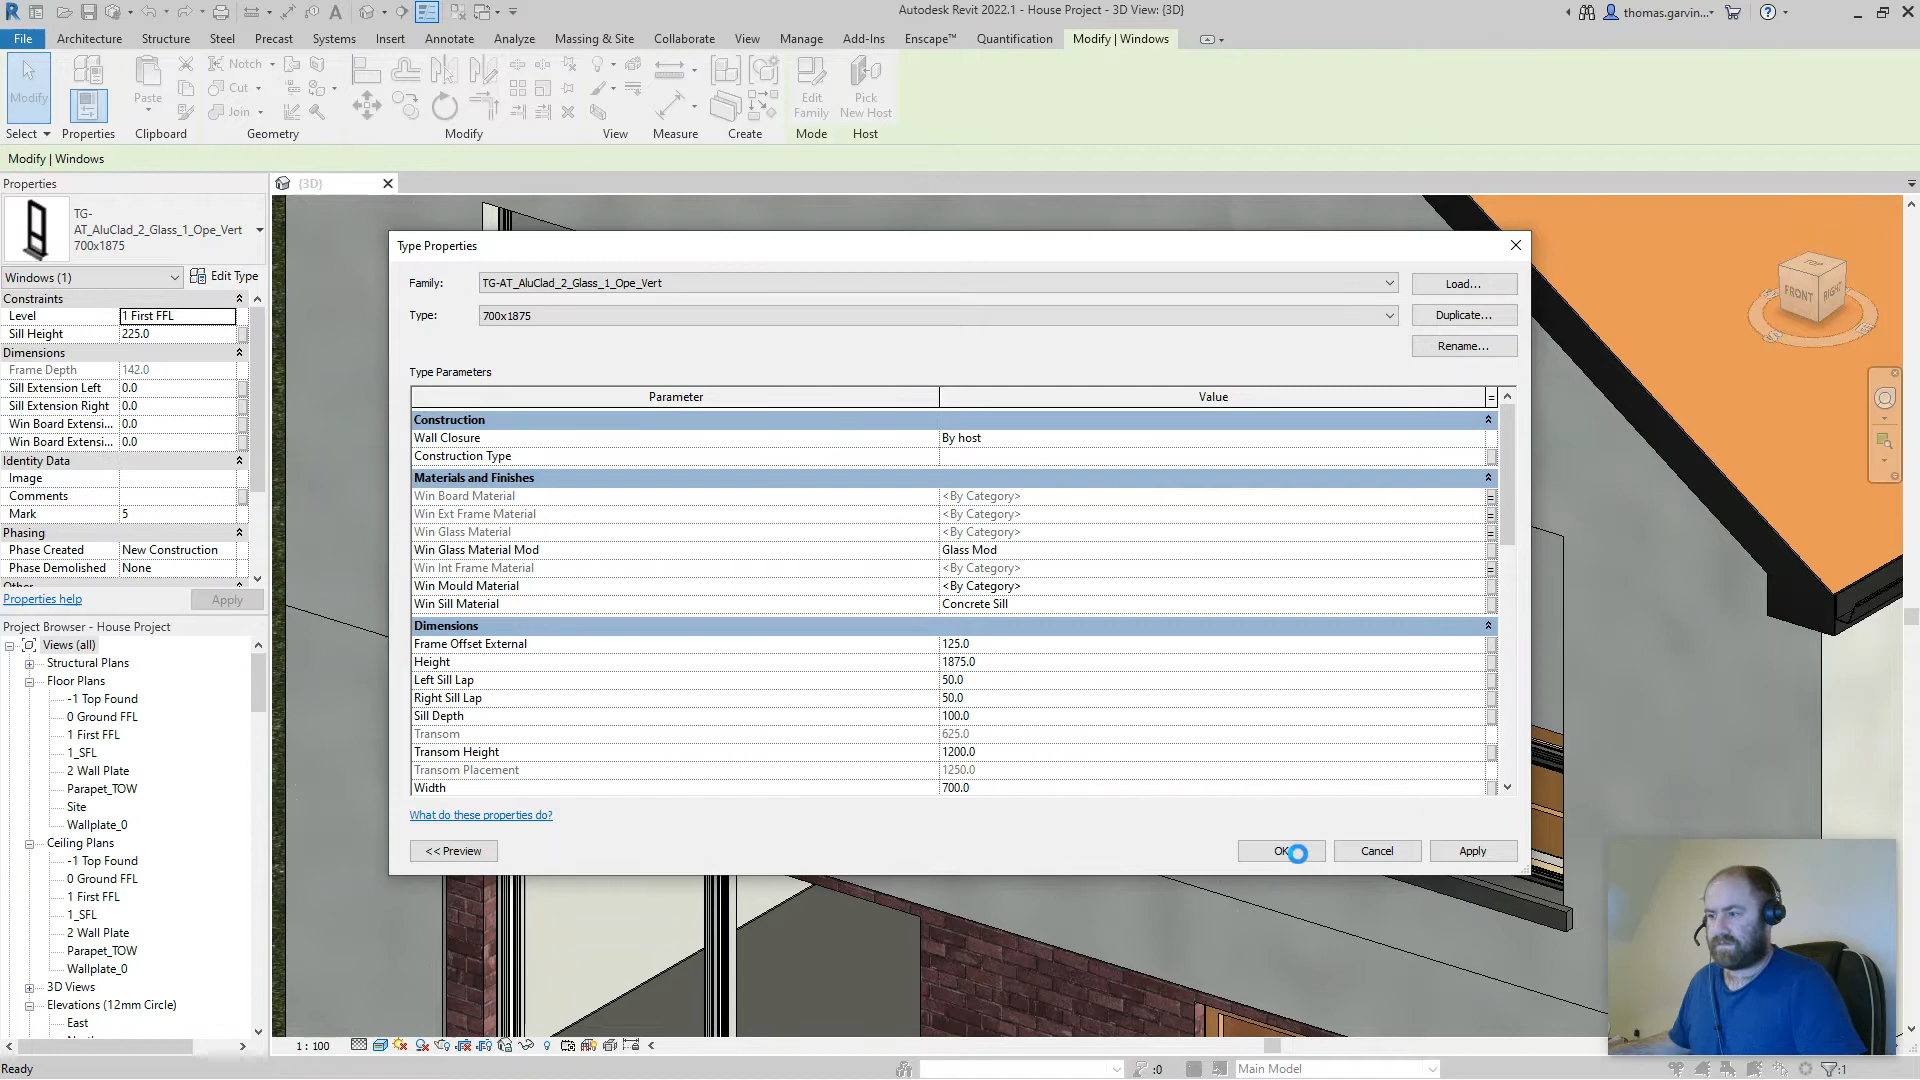 Autodesk Revit 2022.1 - House Project - 3D View: {3D}
thomas.garvin...
File Architecture Structure Steel Precast Systems Insert Annotate Analyze Massing & Site Collaborate View Manage Add-Ins Enscape™ Quantification Modify | Windows
Modify
Paste
Notch
Cut
Join
Edit Family
Pick New Host
Select Properties Clipboard Geometry Modify View Measure Create Mode Host
Modify | Windows
Properties
{3D}
TG-
AT_AluClad_2_Glass_1_Ope_Vert
700x1875
Windows (1) Edit Type
Constraints
Level 1 First FFL
Sill Height 225.0
Dimensions
Frame Depth 142.0
Sill Extension Left 0.0
Sill Extension Right 0.0
Win Board Extensi... 0.0
Win Board Extensi... 0.0
Identity Data
Image
Comments
Mark 5
Phasing
Phase Created New Construction
Phase Demolished None
Other
Properties help Apply
Project Browser - House Project
Views (all)
Structural Plans
Floor Plans
-1 Top Found
0 Ground FFL
1 First FFL
1_SFL
2 Wall Plate
Parapet_TOW
Site
Wallplate_0
Ceiling Plans
-1 Top Found
0 Ground FFL
1 First FFL
1_SFL
2 Wall Plate
Parapet_TOW
Wallplate_0
3D Views
Elevations (12mm Circle)
East
Type Properties
Family: TG-AT_AluClad_2_Glass_1_Ope_Vert Load...
Type: 700x1875 Duplicate...
Rename...
Type Parameters
Parameter Value =
Construction
Wall Closure By host
Construction Type
Materials and Finishes
Win Board Material <By Category> =
Win Ext Frame Material <By Category> =
Win Glass Material <By Category> =
Win Glass Material Mod Glass Mod
Win Int Frame Material <By Category> =
Win Mould Material <By Category>
Win Sill Material Concrete Sill
Dimensions
Frame Offset External 125.0
Height 1875.0
Left Sill Lap 50.0
Right Sill Lap 50.0
Sill Depth 100.0
Transom 625.0
Transom Height 1200.0
Transom Placement 1250.0
Width 700.0
What do these properties do?
<< Preview OK Cancel Apply
TOP
FRONT RIGHT
1 : 100
Ready
:0
Main Model
:1